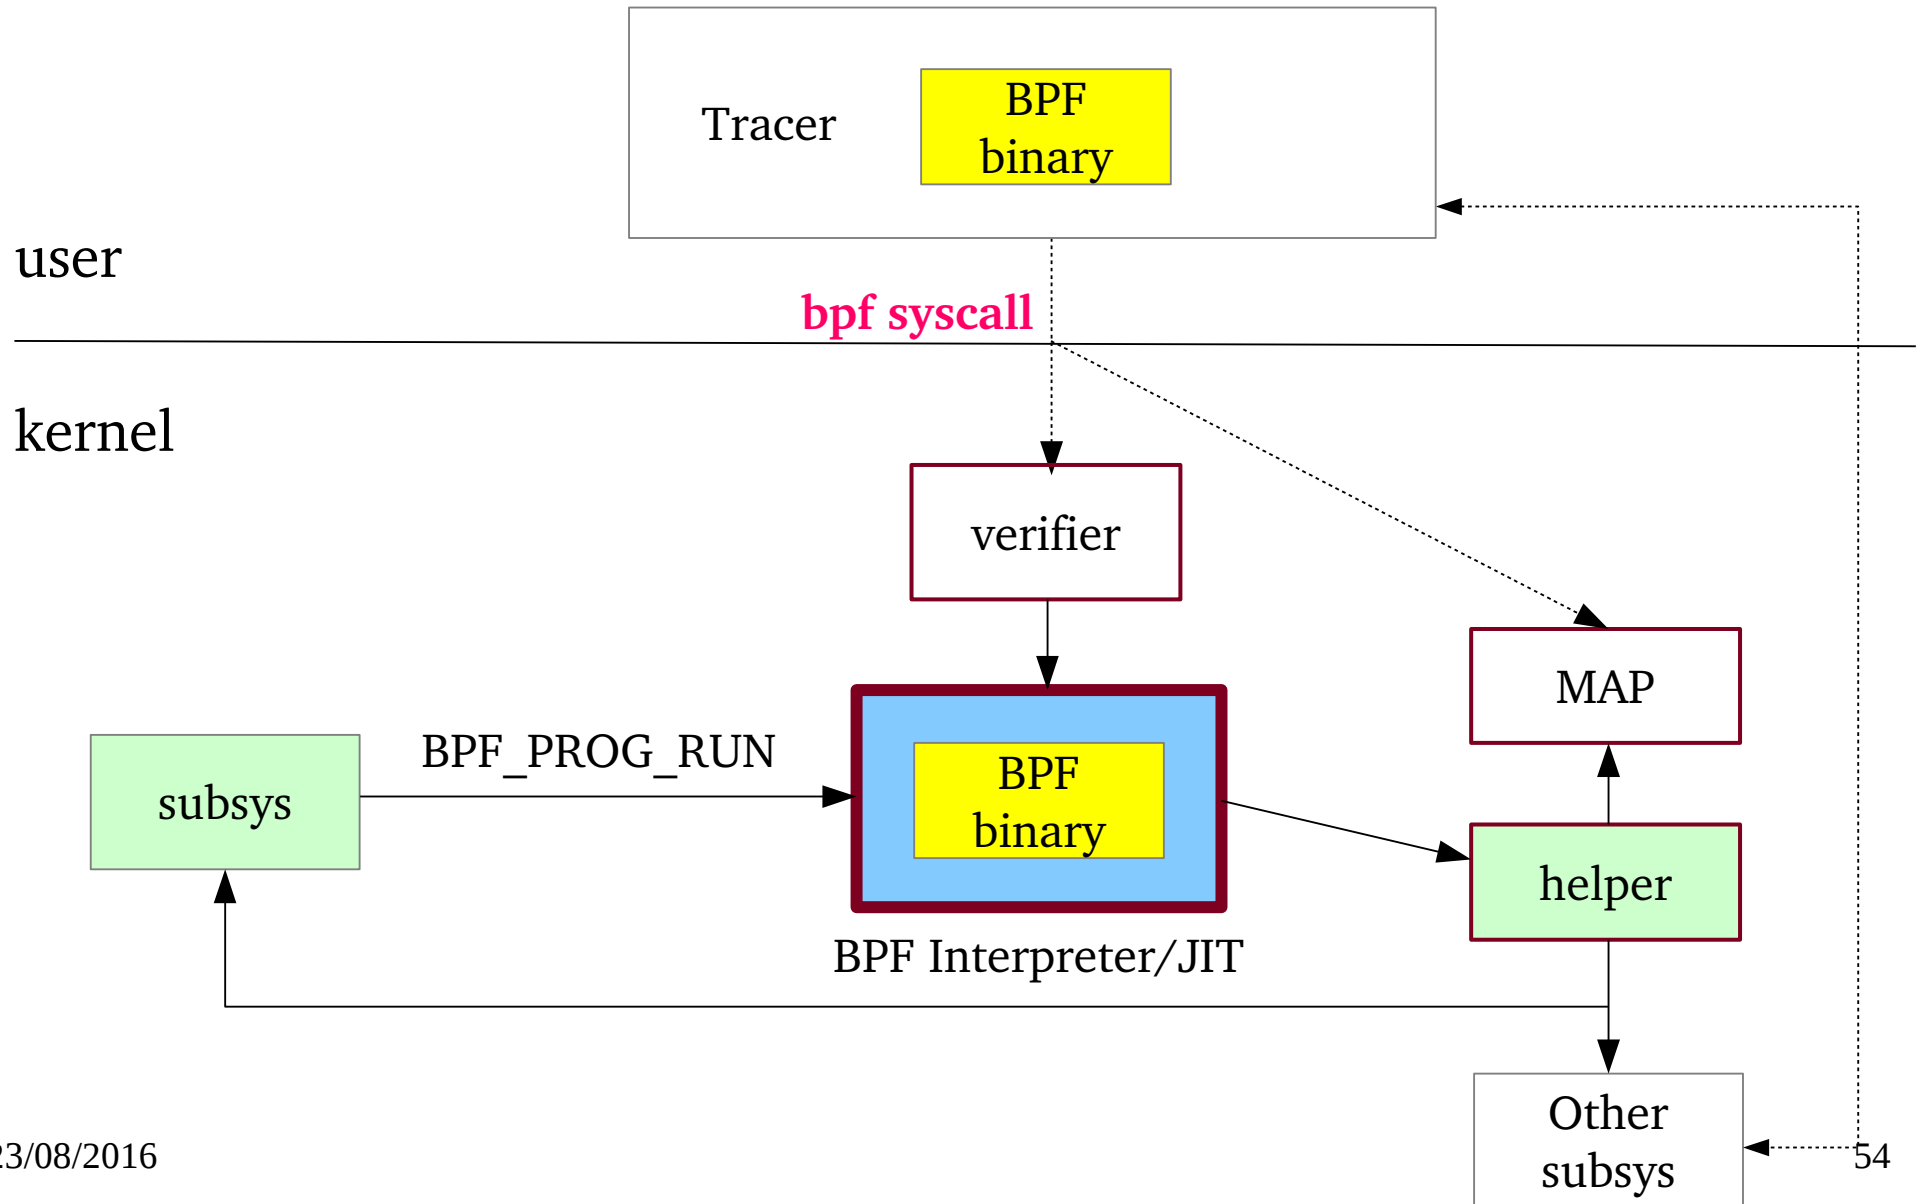 Tracer
BPF
binary
user
bpf syscall
kernel
verifier
MAP
BPF_PROG_RUN
BPF
binary
subsys
helper
BPF Interpreter/JIT
Other
subsys
23/08/2016
54